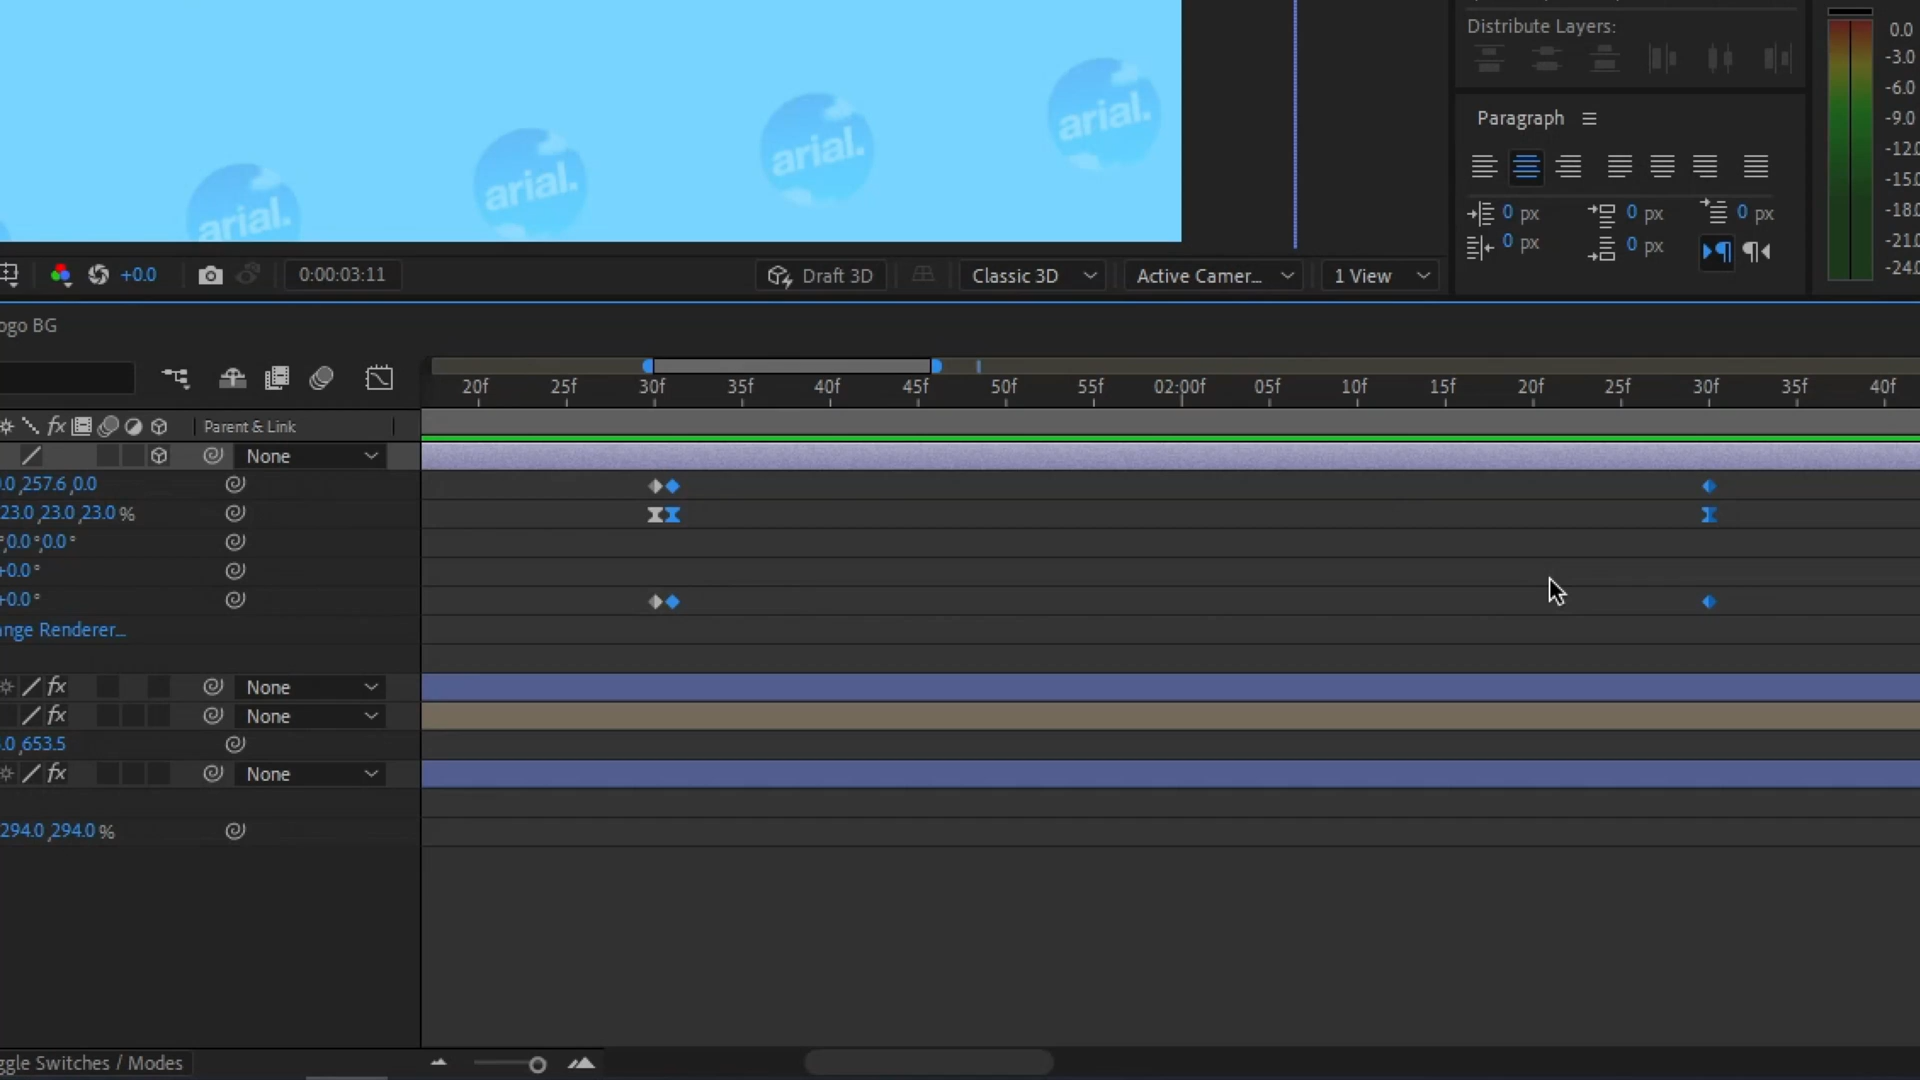 Distribute Layers:
0.0
-3.0
-6.0
-9.0
-12.0
-15.0
-18.0
-21.0
-24.0
arial.
arial.
arial.
arial.
Paragraph
0 px
0 px
0 px
0 px
0 px
+0.0
0:00:03:11
Draft 3D
Classic 3D
Active Camer...
1 View
ogo BG
20f 25f 30f 35f 40f 45f 50f 55f 02:00f 05f 10f 15f 20f 25f 30f 35f 40f
fx
Parent & Link
None
.0,257.6,0.0
23.0,23.0,23.0%
°,0.0°,0.0°
+0.0°
+0.0°
ange Renderer...
fx None
fx None
.0,653.5
fx None
294.0,294.0%
ggle Switches / Modes